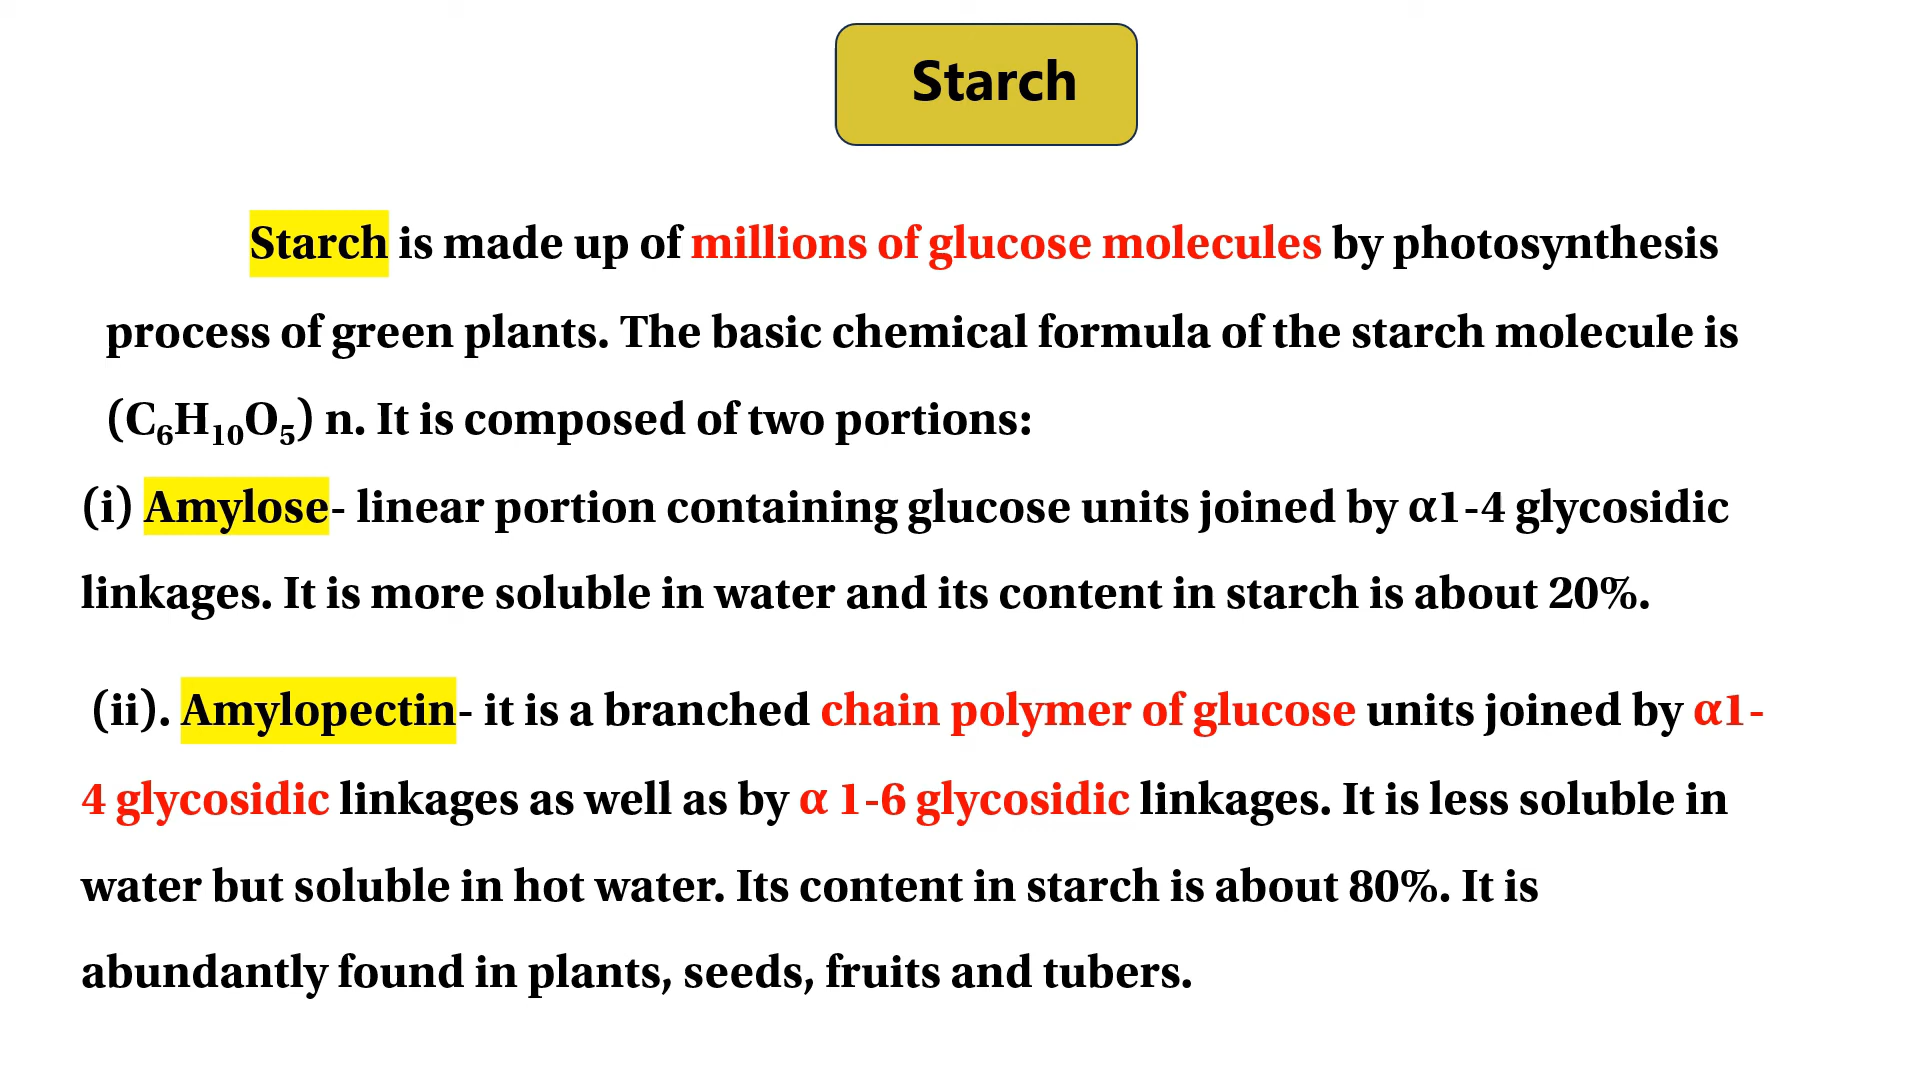 Starch
Starch is made up of millions of glucose molecules by photosynthesis
process of green plants. The basic chemical formula of the starch molecule is
(C₆H₁₀O₅) n. It is composed of two portions:
(i) Amylose- linear portion containing glucose units joined by α1-4 glycosidic
linkages. It is more soluble in water and its content in starch is about 20%.
(ii). Amylopectin- it is a branched chain polymer of glucose units joined by α1-
4 glycosidic linkages as well as by α 1-6 glycosidic linkages. It is less soluble in
water but soluble in hot water. Its content in starch is about 80%. It is
abundantly found in plants, seeds, fruits and tubers.